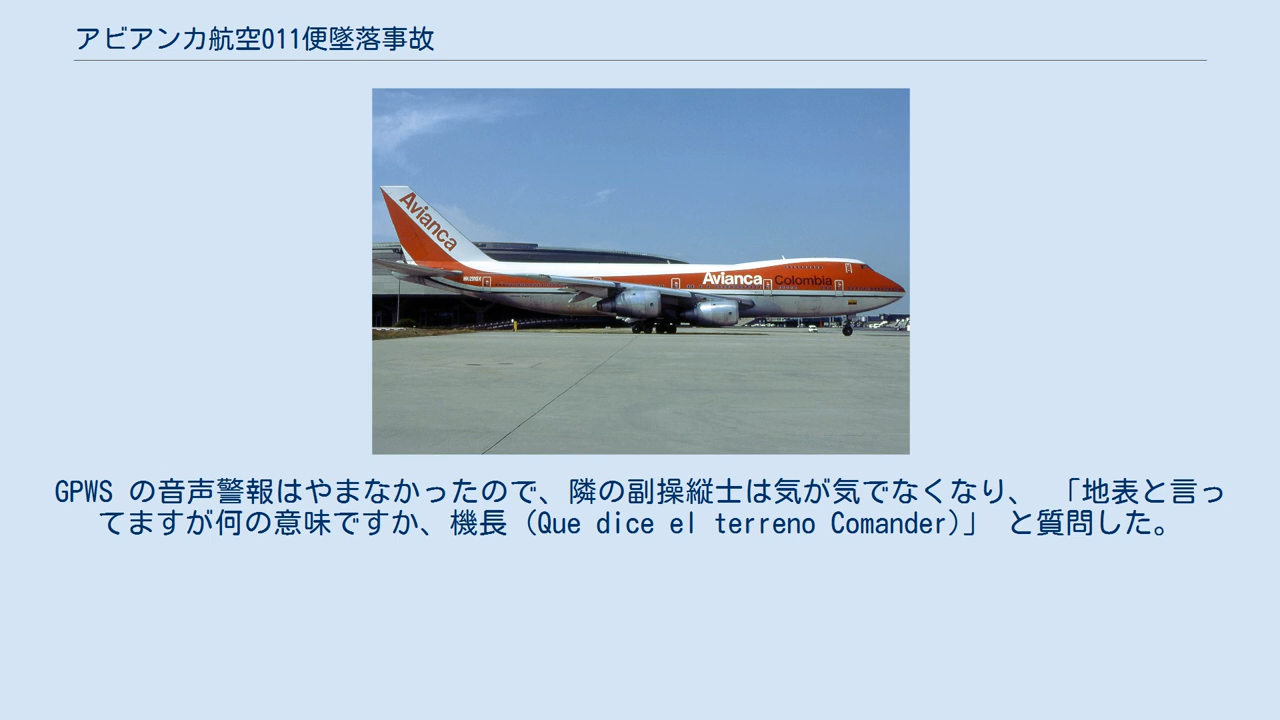 アビアンカ航空011便墜落事故
Avianca
Avianca Colombia
GPWS の音声警報はやまなかったので、隣の副操縦士は気が気でなくなり、 「地表と言っ
てますが何の意味ですか、機長（Que dice el terreno Comander)」 と質問した。